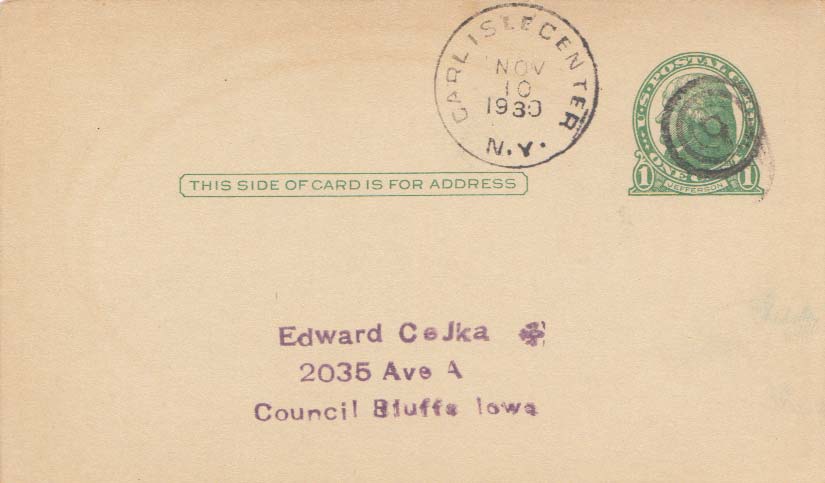 CARLISLE CENTER
NOV
10
1930
N.Y.
U.S. POSTAL CARD
ONE CENT
1 JEFFERSON 1
THIS SIDE OF CARD IS FOR ADDRESS
Edward CeJka
2035 Ave A
Council Bluffs Iowa